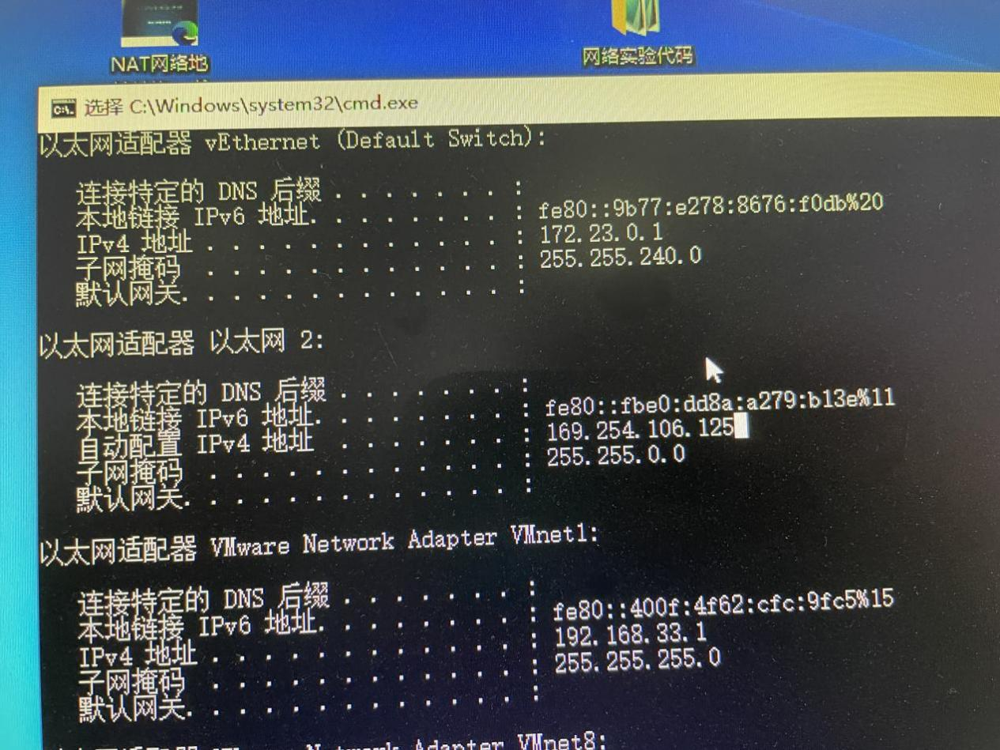 NAT网络地
网络实验代码
选择 C:\Windows\system32\cmd.exe
以太网适配器 vEthernet (Default Switch):
连接特定的 DNS 后缀 . . . . . . . :
本地链接 IPv6 地址. . . . . . . . : fe80::9b77:e278:8676:f0db%20
IPv4 地址 . . . . . . . . . . . . : 172.23.0.1
子网掩码 . . . . . . . . . . . . : 255.255.240.0
默认网关. . . . . . . . . . . . . :
以太网适配器 以太网 2:
连接特定的 DNS 后缀 . . . . . . . :
本地链接 IPv6 地址. . . . . . . . : fe80::fbe0:dd8a:a279:b13e%11
自动配置 IPv4 地址 . . . . . . . : 169.254.106.125
子网掩码 . . . . . . . . . . . . : 255.255.0.0
默认网关. . . . . . . . . . . . . :
以太网适配器 VMware Network Adapter VMnet1:
连接特定的 DNS 后缀 . . . . . . . :
本地链接 IPv6 地址. . . . . . . . : fe80::400f:4f62:cfc:9fc5%15
IPv4 地址 . . . . . . . . . . . . : 192.168.33.1
子网掩码 . . . . . . . . . . . . : 255.255.255.0
默认网关. . . . . . . . . . . . . :
以太网适配器 VMware Network Adapter VMnet8: